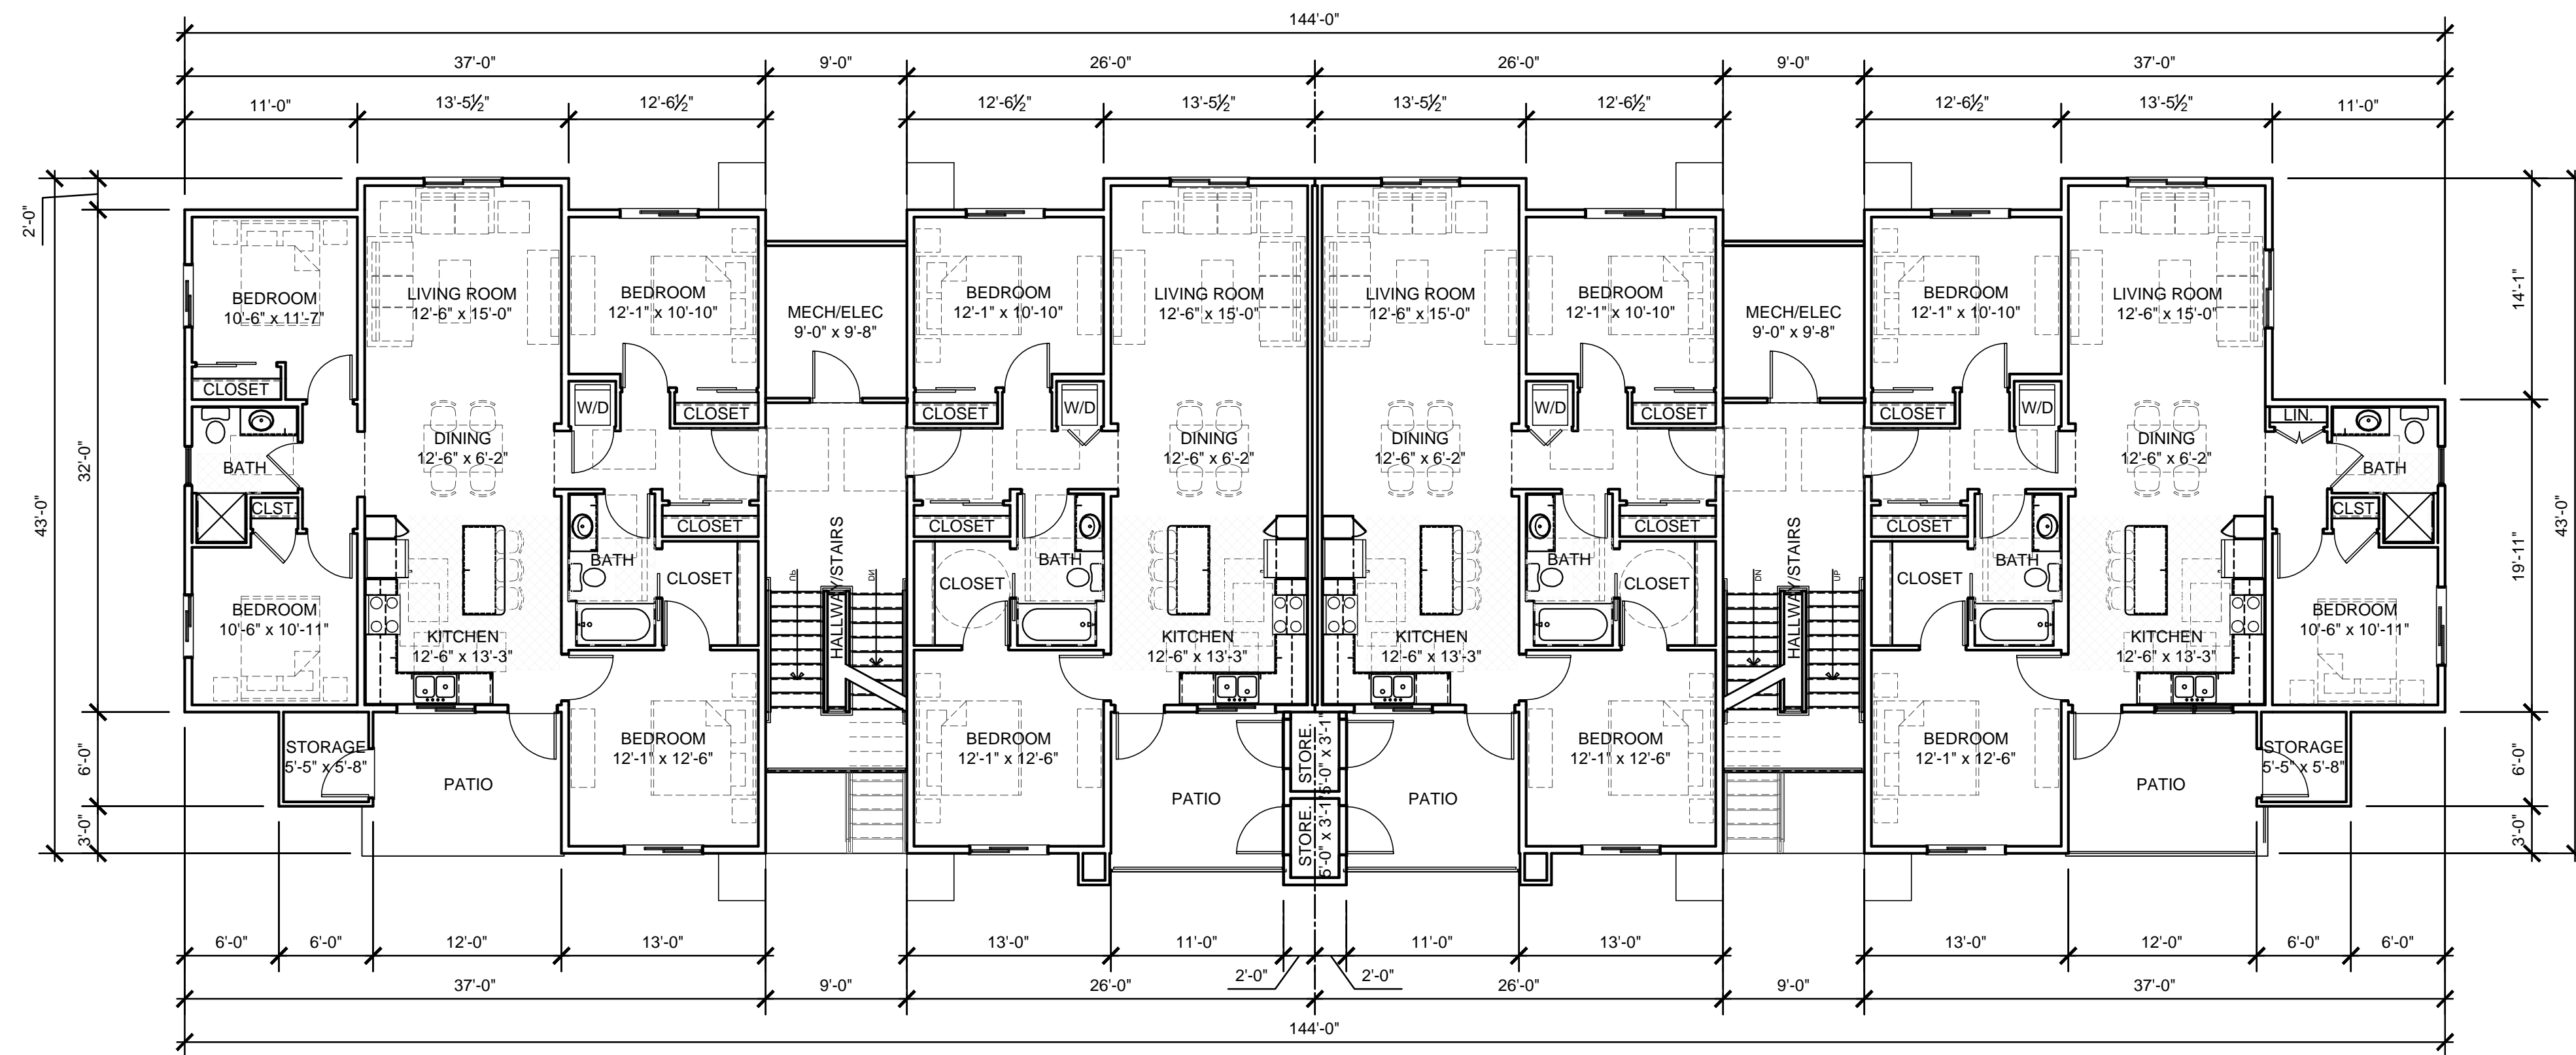 144'-0"
37'-0" 9'-0" 26'-0" 26'-0" 9'-0" 37'-0"
11'-0" 13'-5½" 12'-6½" 12'-6½" 13'-5½" 13'-5½" 12'-6½" 12'-6½" 13'-5½" 11'-0"
2'-0"
32'-0"
43'-0"
6'-0"
3'-0"
BEDROOM
10'-6" x 11'-7"
LIVING ROOM
12'-6" x 15'-0"
BEDROOM
12'-1" x 10'-10"
MECH/ELEC
9'-0" x 9'-8"
BEDROOM
12'-1" x 10'-10"
LIVING ROOM
12'-6" x 15'-0"
LIVING ROOM
12'-6" x 15'-0"
BEDROOM
12'-1" x 10'-10"
MECH/ELEC
9'-0" x 9'-8"
BEDROOM
12'-1" x 10'-10"
LIVING ROOM
12'-6" x 15'-0"
14'-1"
19'-11"
43'-0"
6'-0"
3'-0"
CLOSET
W/D
CLOSET
CLOSET
W/D
W/D
CLOSET
CLOSET
W/D
LIN.
BATH
DINING
12'-6" x 6'-2"
DINING
12'-6" x 6'-2"
DINING
12'-6" x 6'-2"
DINING
12'-6" x 6'-2"
BATH
CLST.
CLOSET
CLOSET
CLOSET
CLOSET
CLST.
BATH
CLOSET
HALLWAY/STAIRS
UP
DN
CLOSET
BATH
BATH
CLOSET
HALLWAY/STAIRS
DN
UP
CLOSET
BATH
BEDROOM
10'-6" x 10'-11"
KITCHEN
12'-6" x 13'-3"
KITCHEN
12'-6" x 13'-3"
KITCHEN
12'-6" x 13'-3"
KITCHEN
12'-6" x 13'-3"
BEDROOM
10'-6" x 10'-11"
STORAGE
5'-5" x 5'-8"
PATIO
BEDROOM
12'-1" x 12'-6"
BEDROOM
12'-1" x 12'-6"
PATIO
STORE.
5'-0" x 3'-1"
STORE.
5'-0" x 3'-1"
PATIO
BEDROOM
12'-1" x 12'-6"
BEDROOM
12'-1" x 12'-6"
PATIO
STORAGE
5'-5" x 5'-8"
6'-0" 6'-0" 12'-0" 13'-0" 13'-0" 11'-0" 11'-0" 13'-0" 13'-0" 12'-0" 6'-0" 6'-0"
2'-0" 2'-0"
37'-0" 9'-0" 26'-0" 26'-0" 9'-0" 37'-0"
144'-0"